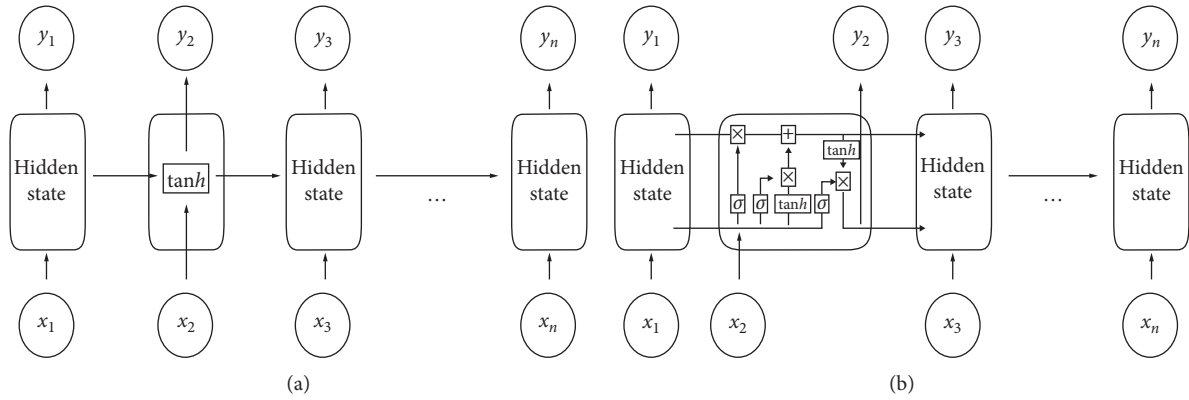 y1 y2 y3 yn y1 y2 y3 yn
Hidden state
tanh
Hidden state
Hidden state
Hidden state
× +
tanh
×
×
σ σ tanh σ
Hidden state
Hidden state
... ...
x1 x2 x3 xn x1 x2 x3 xn
(a) (b)